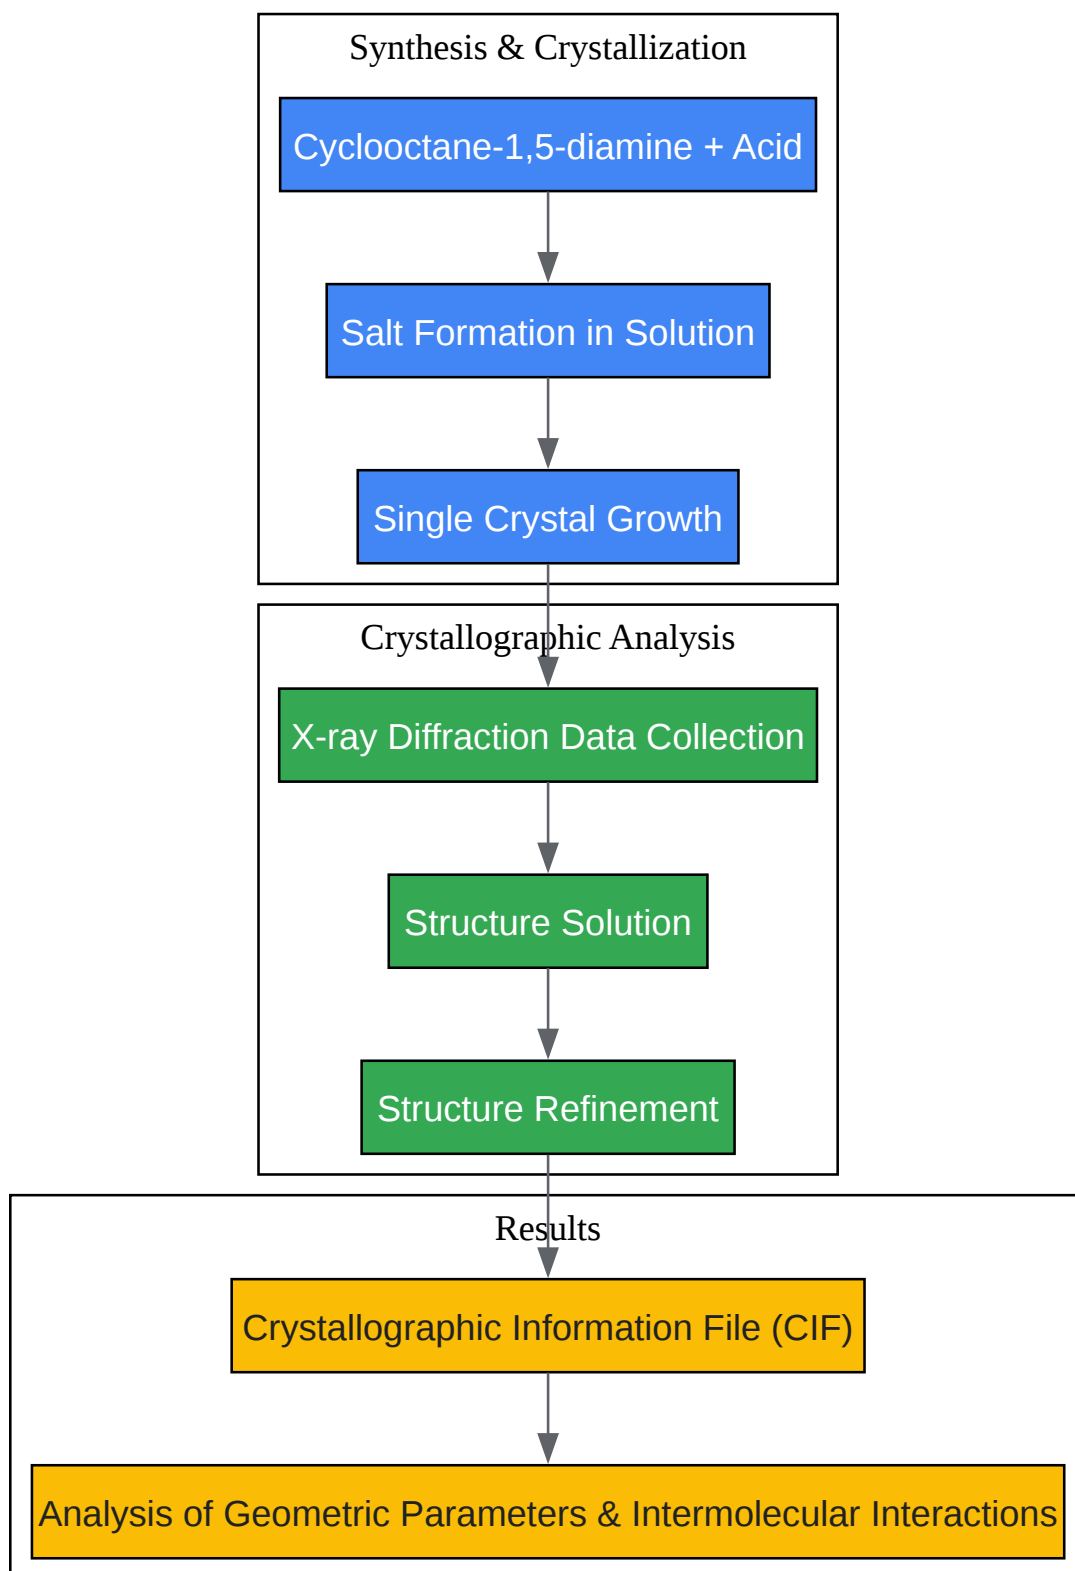 Synthesis & Crystallization
Cyclooctane-1,5-diamine + Acid
Salt Formation in Solution
Single Crystal Growth
Crystallographic Analysis
X-ray Diffraction Data Collection
Structure Solution
Structure Refinement
Results
Crystallographic Information File (CIF)
Analysis of Geometric Parameters & Intermolecular Interactions